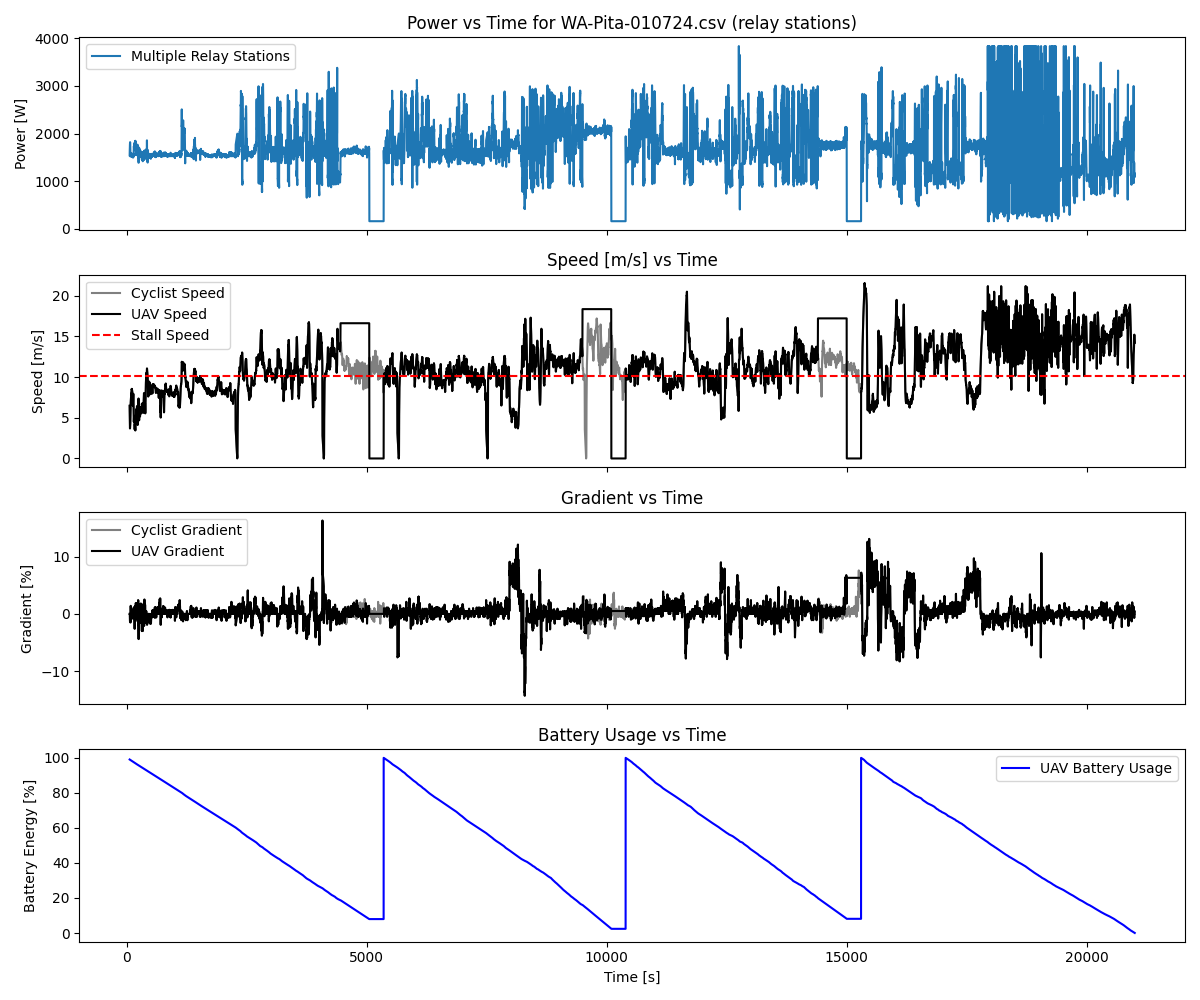 Power vs Time for WA-Pita-010724.csv (relay stations)
4000
3000
2000
1000
0
Power [W]
Multiple Relay Stations
Speed [m/s] vs Time
20
15
10
5
0
Speed [m/s]
Cyclist Speed
UAV Speed
Stall Speed
Gradient vs Time
10
0
−10
Gradient [%]
Cyclist Gradient
UAV Gradient
Battery Usage vs Time
100
80
60
40
20
0
Battery Energy [%]
UAV Battery Usage
0 5000 10000 15000 20000
Time [s]